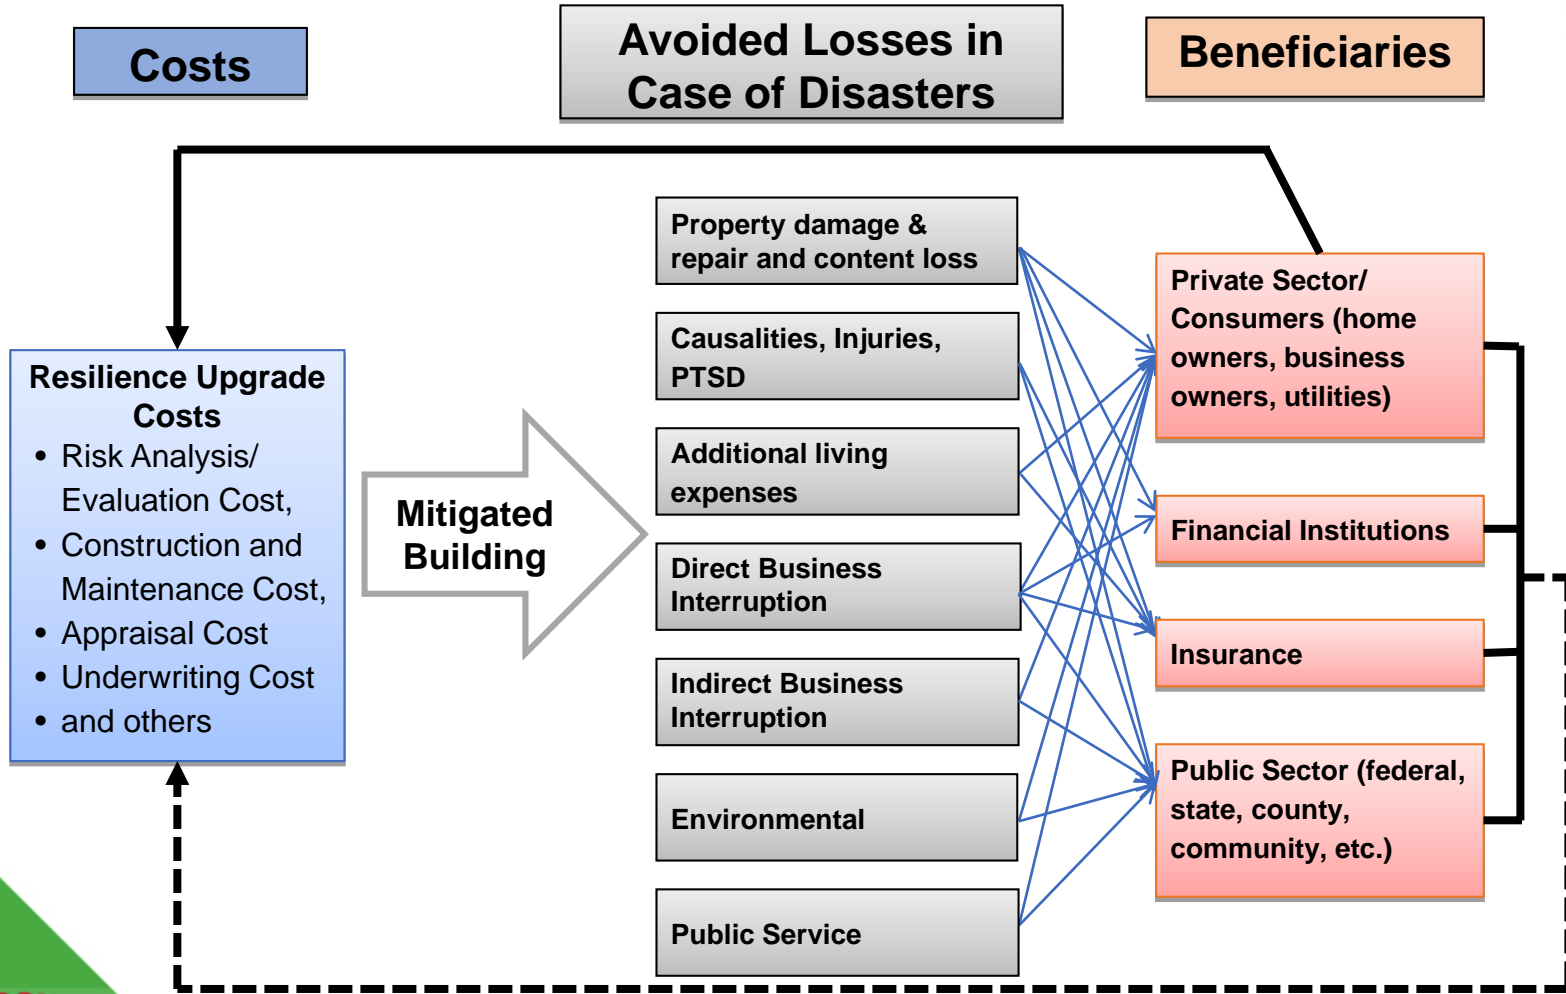 Costs
Avoided Losses in
Case of Disasters
Beneficiaries
Resilience Upgrade
Costs
• Risk Analysis/
Evaluation Cost,
• Construction and
Maintenance Cost,
• Appraisal Cost
• Underwriting Cost
• and others
Mitigated
Building
Property damage &
repair and content loss
Causalities, Injuries,
PTSD
Additional living
expenses
Direct Business
Interruption
Indirect Business
Interruption
Environmental
Public Service
Private Sector/
Consumers (home
owners, business
owners, utilities)
Financial Institutions
Insurance
Public Sector (federal,
state, county,
community, etc.)